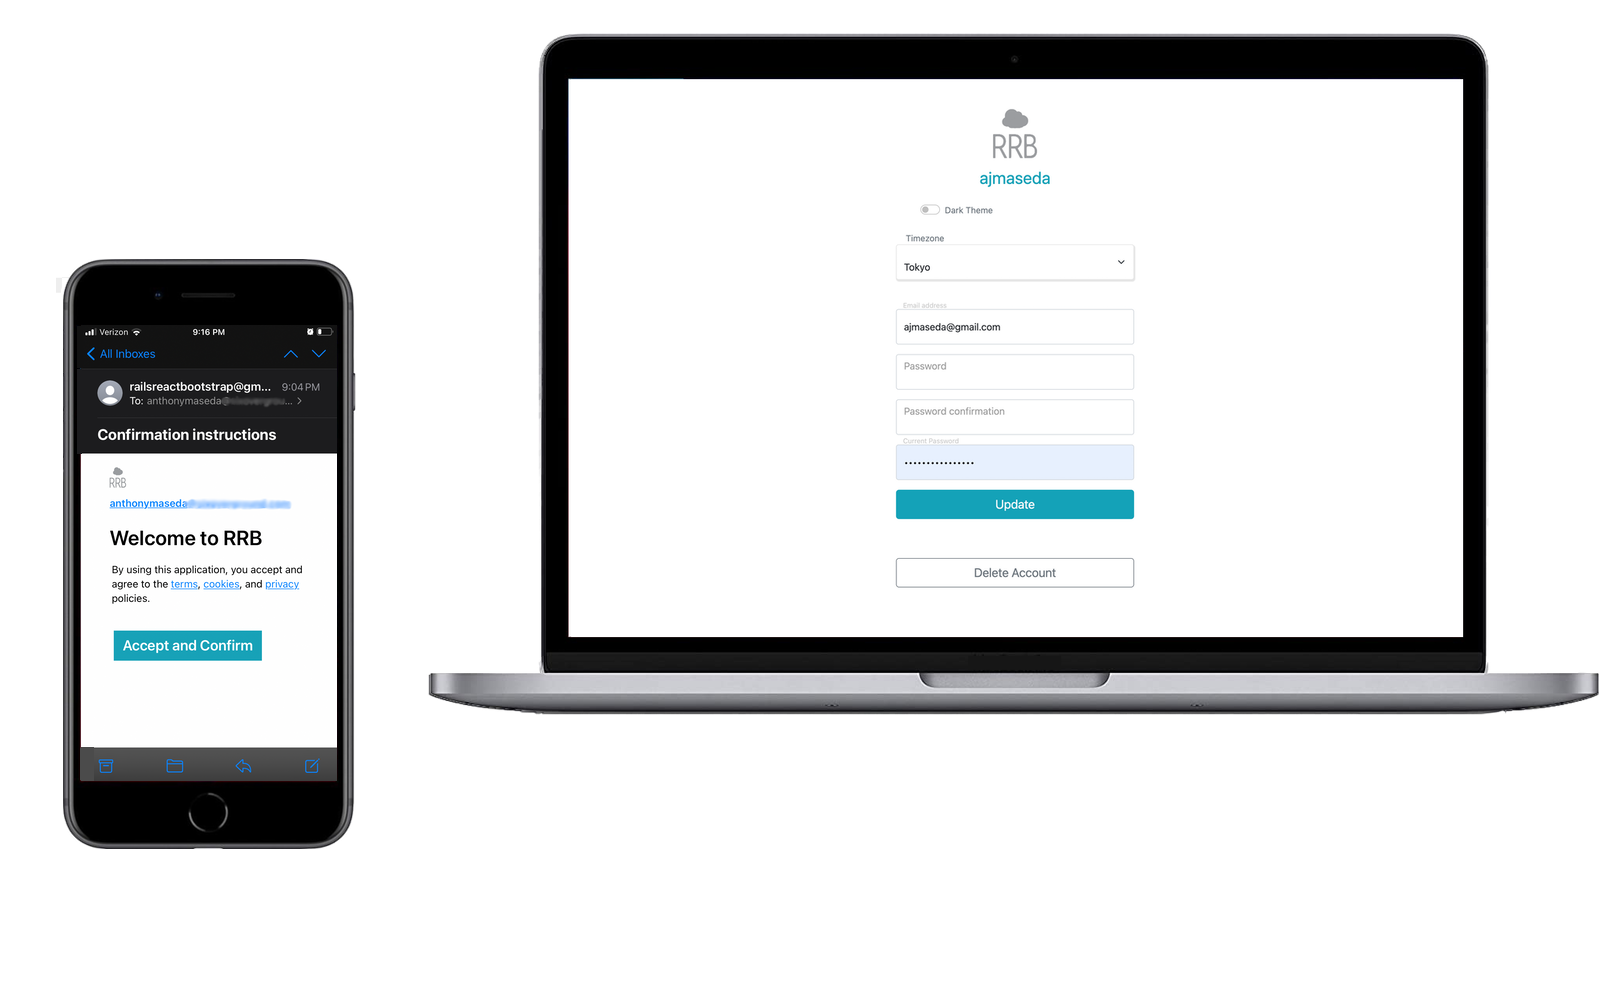 Verizon
9:16 PM
All Inboxes
railsreactbootstrap@gm... 9:04 PM
To: anthonymaseda@
Confirmation instructions
RRB
anthonymaseda
Welcome to RRB
By using this application, you accept and
agree to the terms, cookies, and privacy
policies.
Accept and Confirm
RRB
ajmaseda
Dark Theme
Timezone
Tokyo
Email address
ajmaseda@gmail.com
Password
Password confirmation
Current Password
................
Update
Delete Account